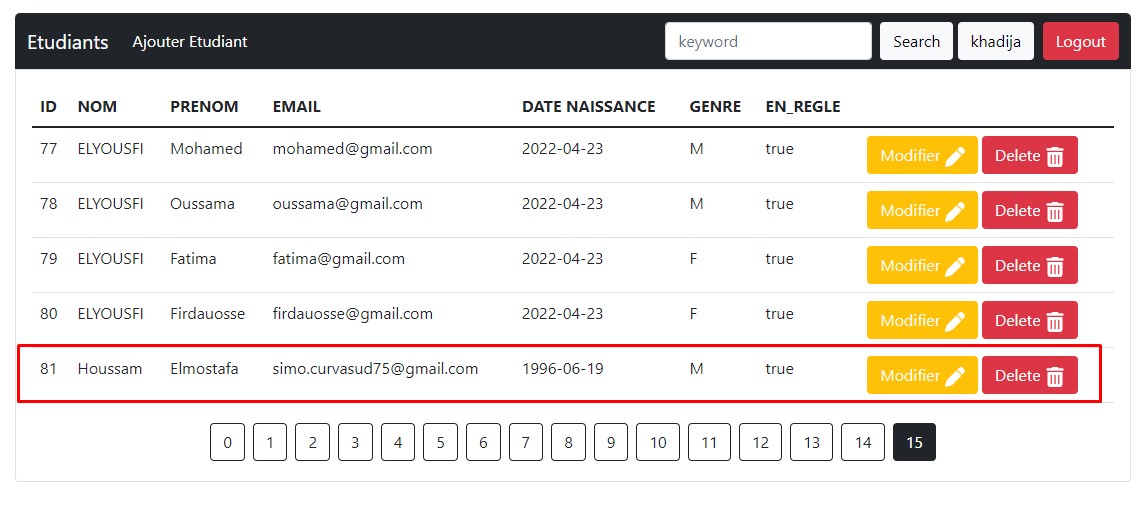 Etudiants Ajouter Etudiant keyword Search khadija Logout
ID NOM PRENOM EMAIL DATE NAISSANCE GENRE EN_REGLE
77 ELYOUSFI Mohamed mohamed@gmail.com 2022-04-23 M true Modifier Delete
78 ELYOUSFI Oussama oussama@gmail.com 2022-04-23 M true Modifier Delete
79 ELYOUSFI Fatima fatima@gmail.com 2022-04-23 F true Modifier Delete
80 ELYOUSFI Firdauosse firdauosse@gmail.com 2022-04-23 F true Modifier Delete
81 Houssam Elmostafa simo.curvasud75@gmail.com 1996-06-19 M true Modifier Delete
0 1 2 3 4 5 6 7 8 9 10 11 12 13 14 15